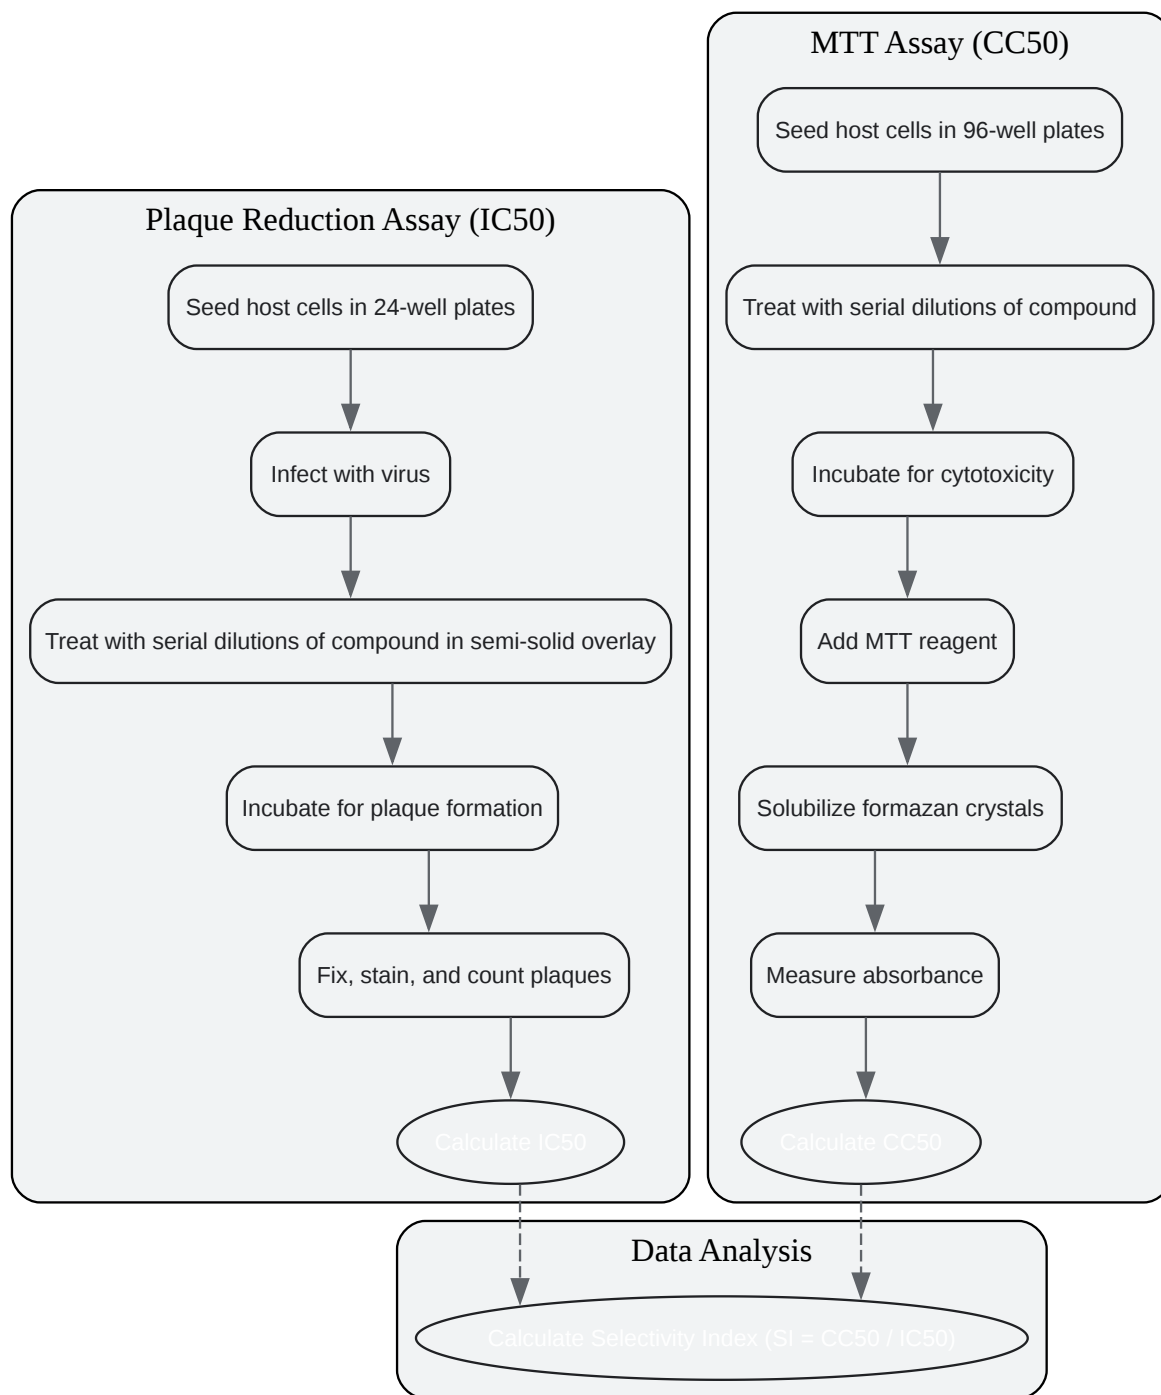 Plaque Reduction Assay (IC50)
Seed host cells in 24-well plates
Infect with virus
Treat with serial dilutions of compound in semi-solid overlay
Incubate for plaque formation
Fix, stain, and count plaques
Calculate IC50
MTT Assay (CC50)
Seed host cells in 96-well plates
Treat with serial dilutions of compound
Incubate for cytotoxicity
Add MTT reagent
Solubilize formazan crystals
Measure absorbance
Calculate CC50
Data Analysis
Calculate Selectivity Index (SI = CC50 / IC50)